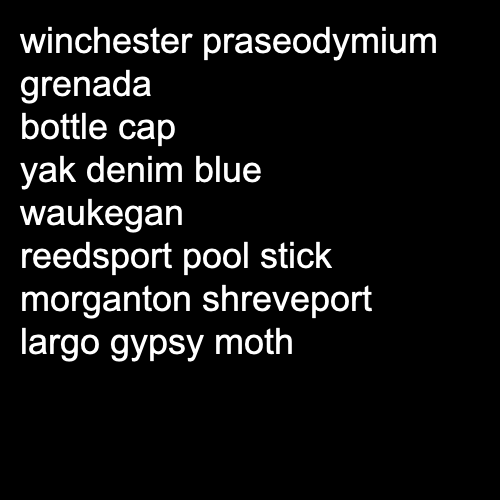 winchester praseodymium
grenada
bottle cap
yak denim blue
waukegan
reedsport pool stick
morganton shreveport
largo gypsy moth